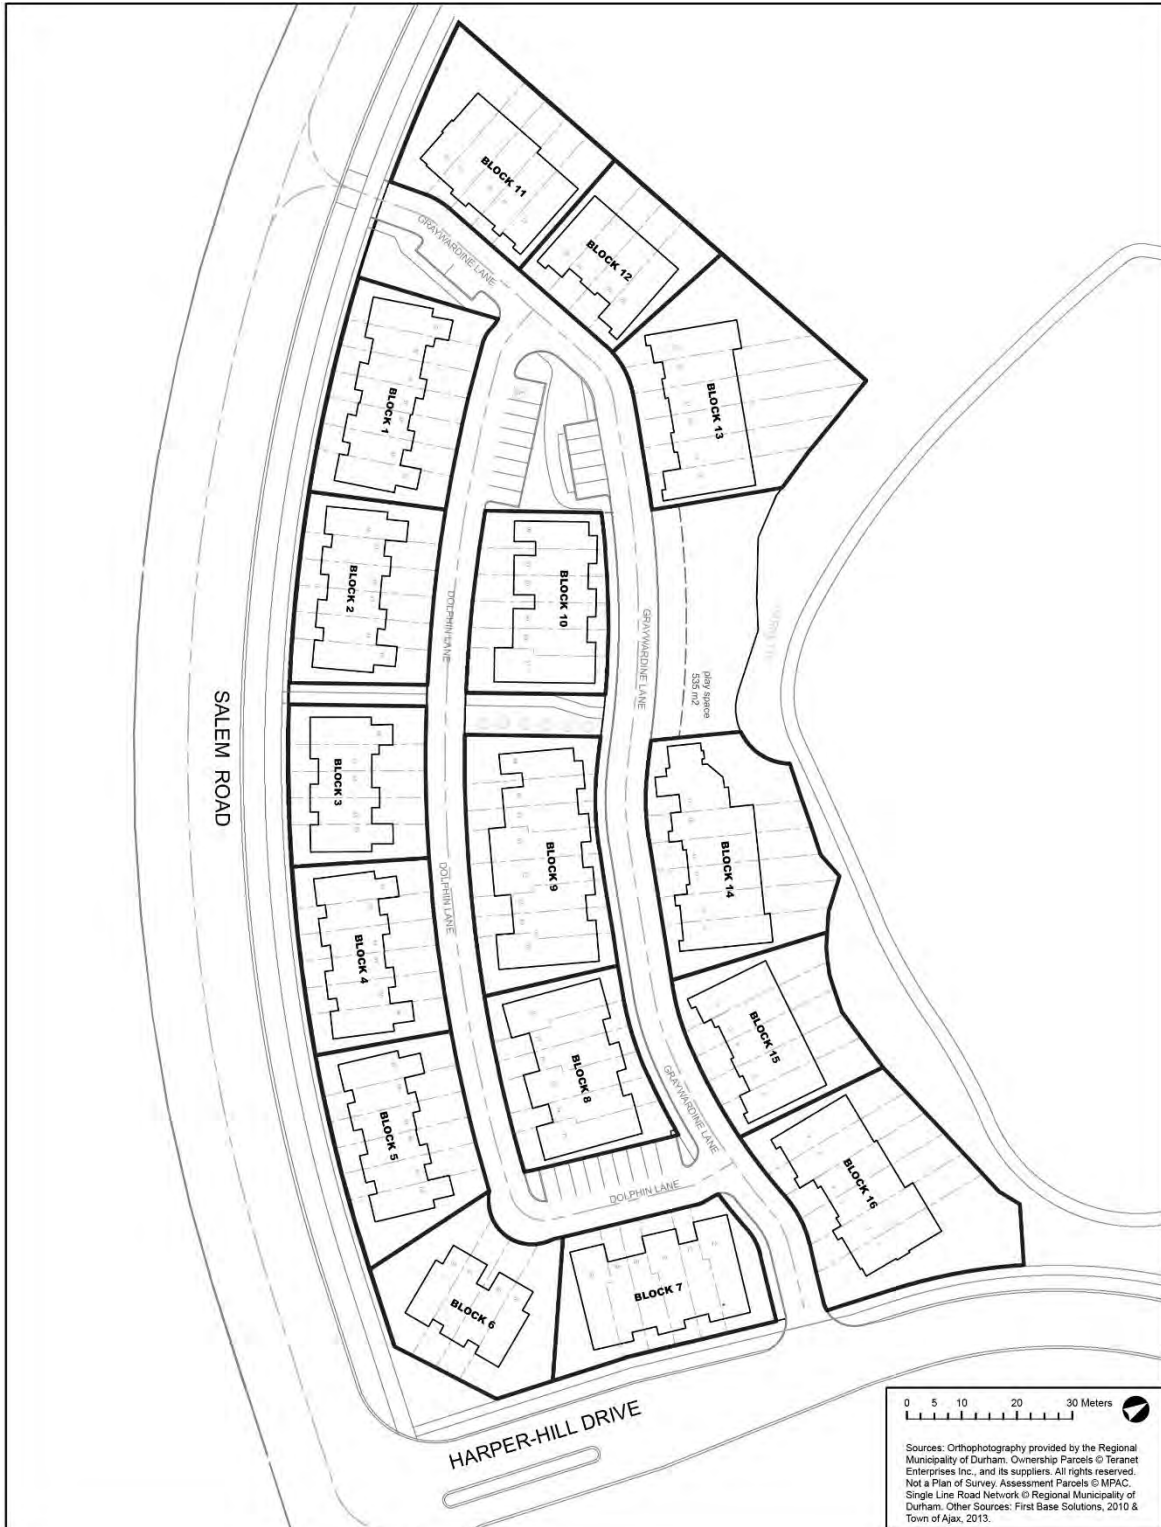 BLOCK 11
GRAYWARDINE LANE
BLOCK 12
BLOCK 1
BLOCK 13
BLOCK 2
DOLPHIN LANE
BLOCK 10
GRAYWARDINE LANE
play space
535 m2
SALEM ROAD
BLOCK 3
DOLPHIN LANE
BLOCK 9
BLOCK 14
BLOCK 4
BLOCK 15
BLOCK 8
GRAYWARDINE LANE
BLOCK 5
BLOCK 16
DOLPHIN LANE
BLOCK 6
BLOCK 7
HARPER-HILL DRIVE
0 5 10 20 30 Meters
Sources: Orthophotography provided by the Regional
Municipality of Durham. Ownership Parcels © Teranet
Enterprises Inc., and its suppliers. All rights reserved.
Not a Plan of Survey. Assessment Parcels © MPAC.
Single Line Road Network © Regional Municipality of
Durham. Other Sources: First Base Solutions, 2010 &
Town of Ajax, 2013.